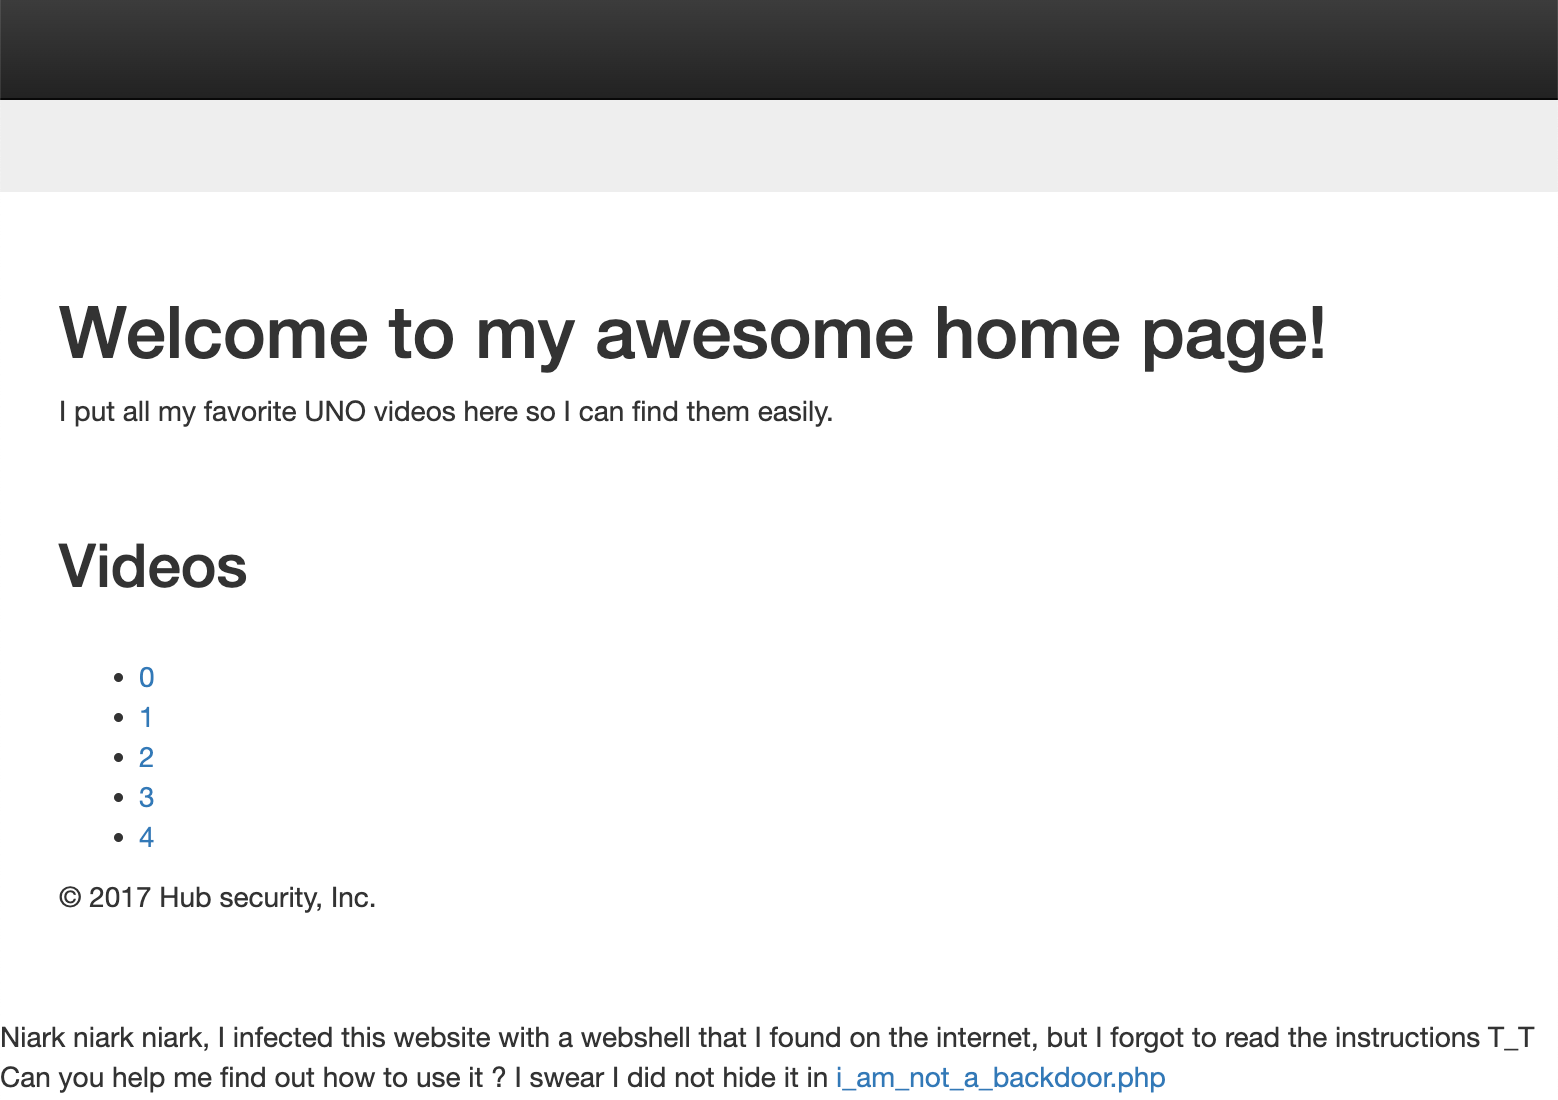 Welcome to my awesome home page!
I put all my favorite UNO videos here so I can find them easily.
Videos
0
1
2
3
4
© 2017 Hub security, Inc.
Niark niark niark, I infected this website with a webshell that I found on the internet, but I forgot to read the instructions T_T
Can you help me find out how to use it ? I swear I did not hide it in i_am_not_a_backdoor.php